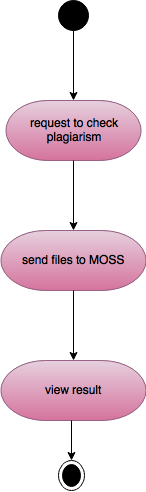 request to check
plagiarism
send files to MOSS
view result